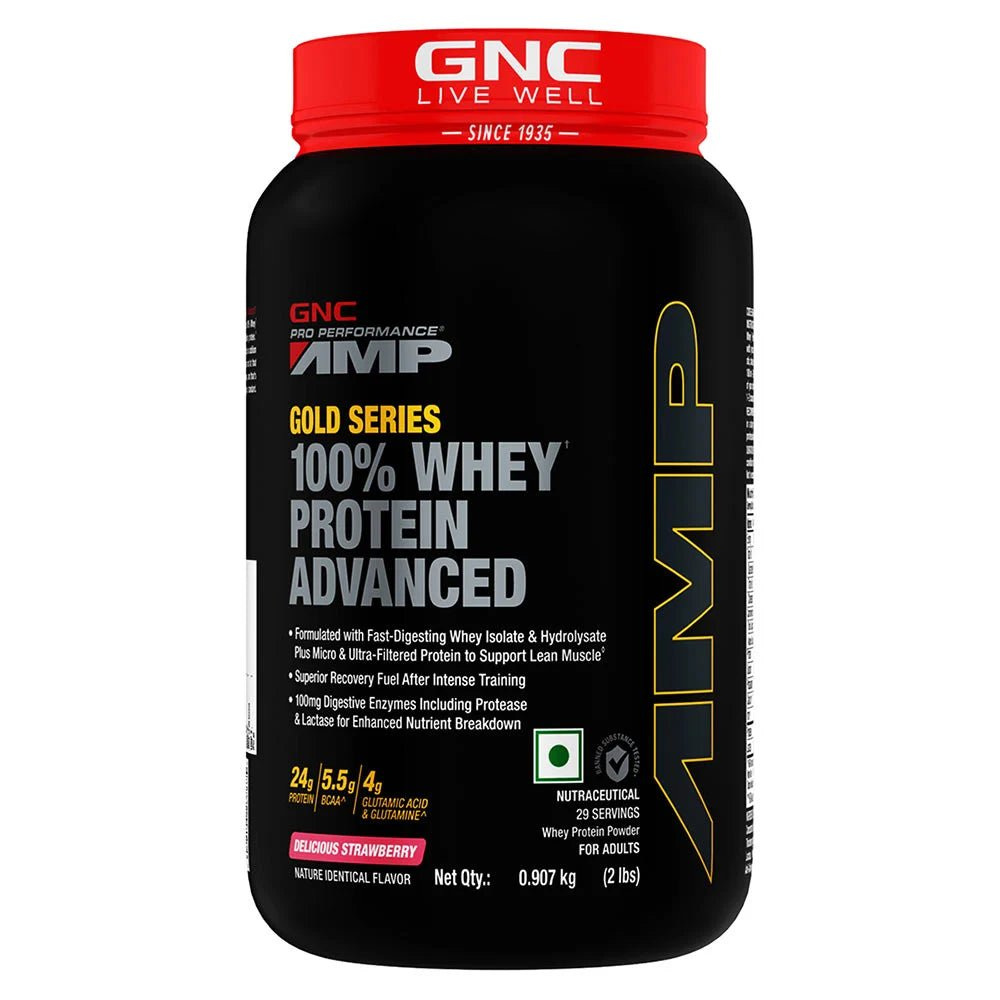 GNC
LIVE WELL
— SINCE 1935 —
GNC
PRO PERFORMANCE®
AMP
GOLD SERIES
100% WHEY†
PROTEIN
ADVANCED
• Formulated with Fast-Digesting Whey Isolate & Hydrolysate
Plus Micro & Ultra-Filtered Protein to Support Lean Muscle◊
• Superior Recovery Fuel After Intense Training
• 100mg Digestive Enzymes Including Protease
& Lactase for Enhanced Nutrient Breakdown
BANNED SUBSTANCE TESTED
24g
PROTEIN
5.5g
BCAA^
4g
GLUTAMIC ACID
& GLUTAMINE^
NUTRACEUTICAL
29 SERVINGS
Whey Protein Powder
FOR ADULTS
DELICIOUS STRAWBERRY
NATURE IDENTICAL FLAVOR
Net Qty.: 0.907 kg (2 lbs)
AMP